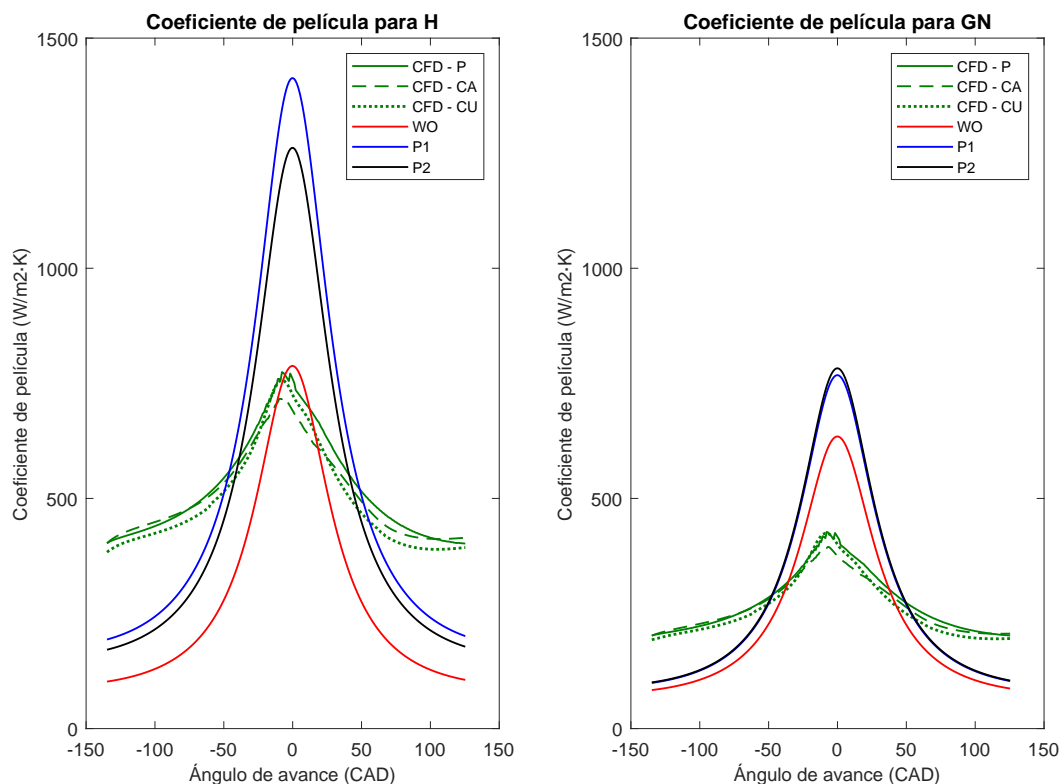 Coeficiente de película para H
Coeficiente de película (W/m2·K)
1500
1000
500
0
-150
-100
-50
0
50
100
150
Ángulo de avance (CAD)
CFD - P
CFD - CA
CFD - CU
WO
P1
P2
Coeficiente de película para GN
Coeficiente de película (W/m2·K)
1500
1000
500
0
-150
-100
-50
0
50
100
150
Ángulo de avance (CAD)
CFD - P
CFD - CA
CFD - CU
WO
P1
P2